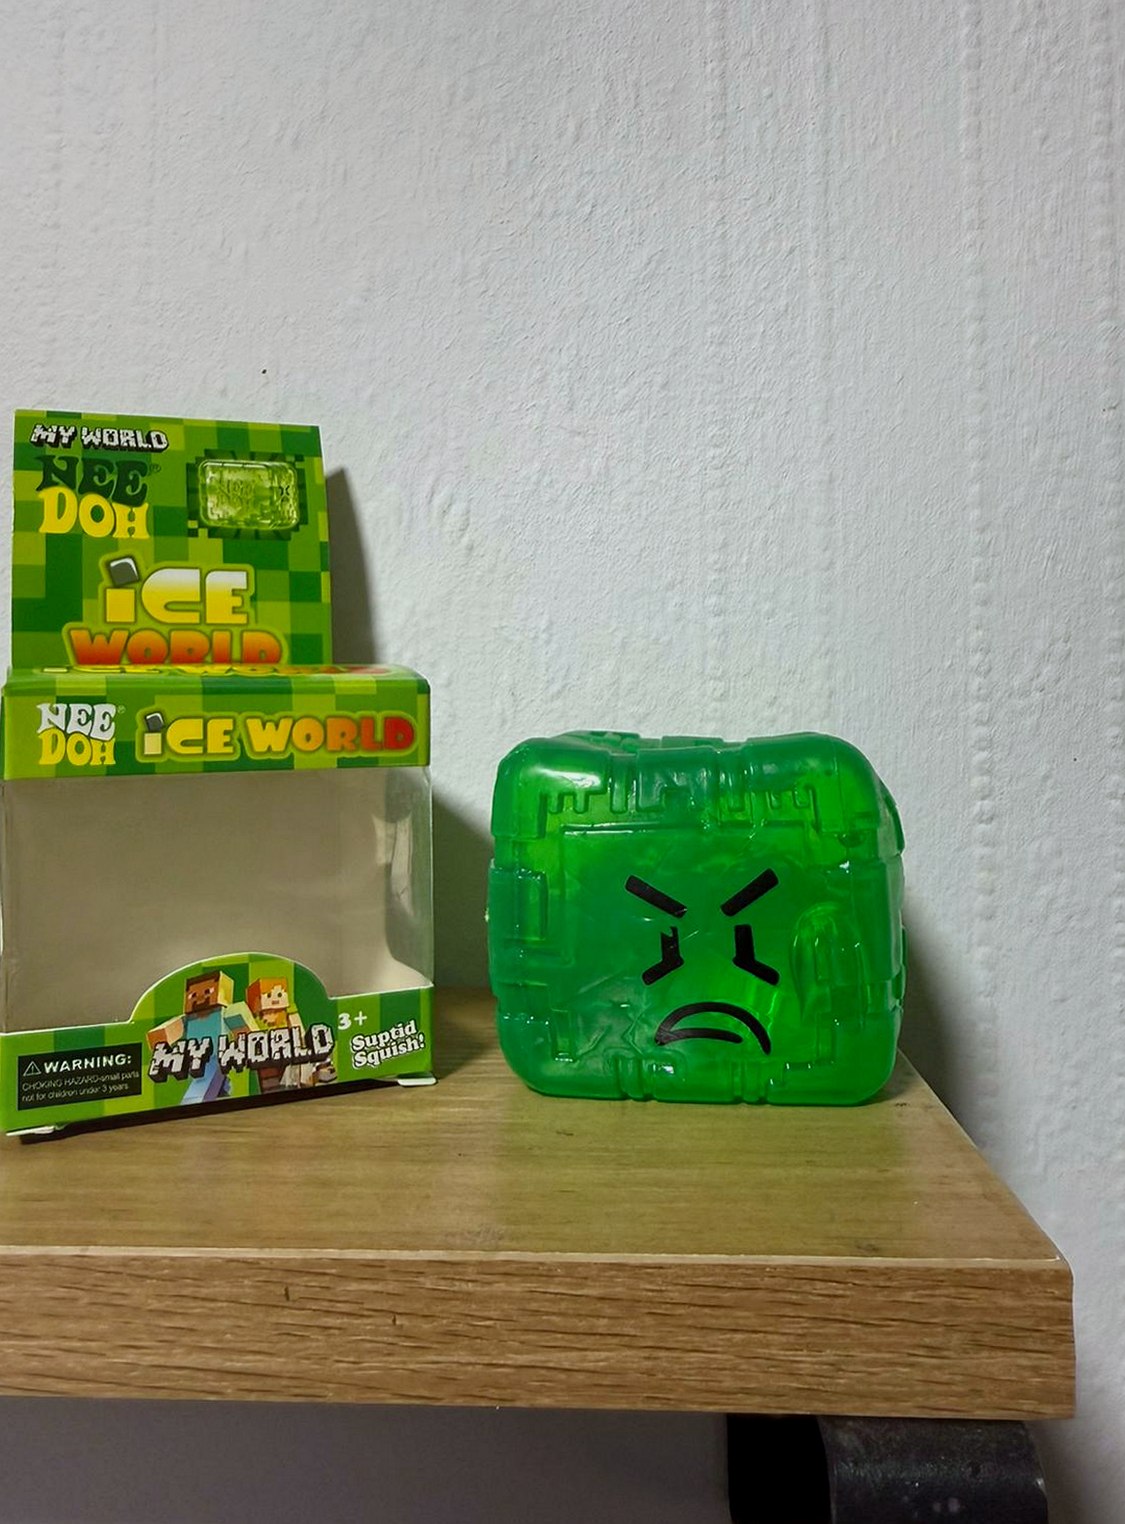 MY WORLD
NEE®
DOH
iCE
WORLD
NEE®
DOH
iCE WORLD
3+
Suptid
Squish!
MY WORLD
⚠WARNING:
CHOKING HAZARD-small parts
not for children under 3 years.